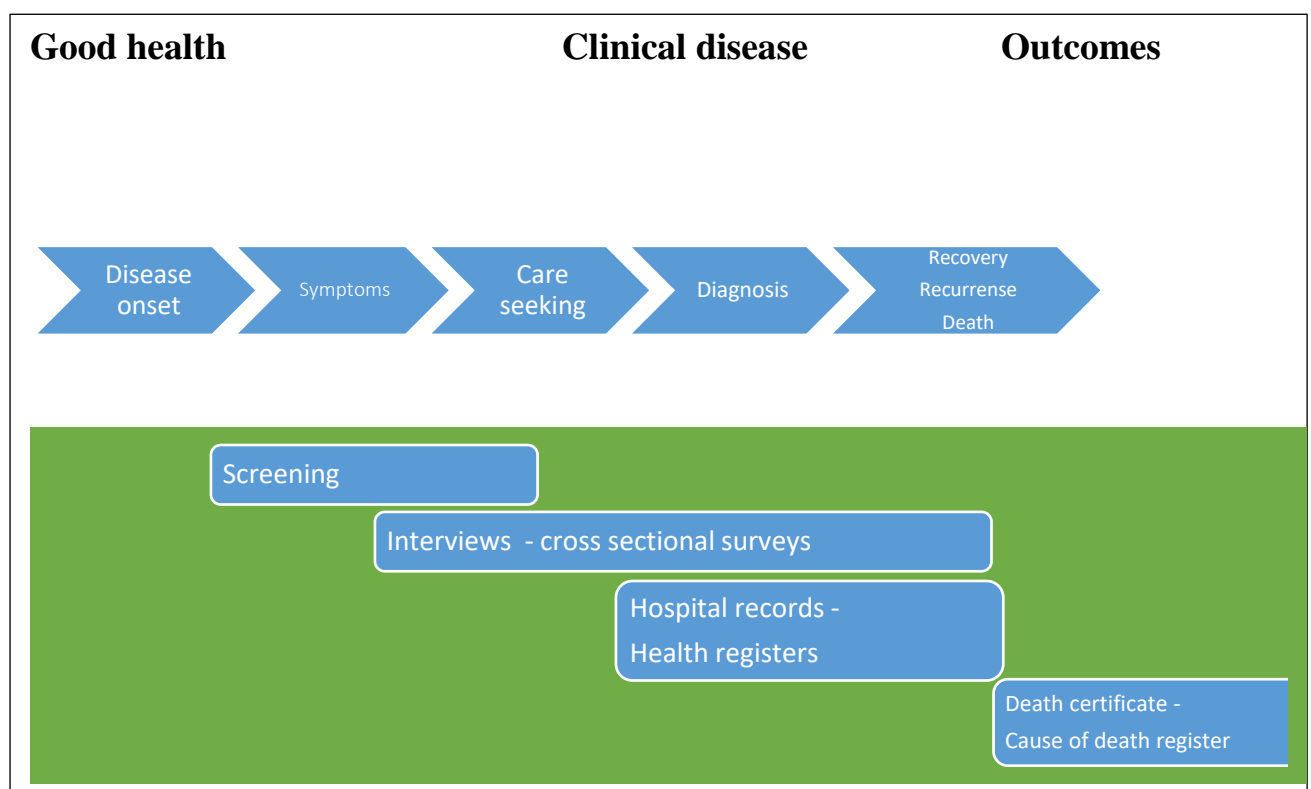 Good health Clinical disease Outcomes
Disease
onset
Symptoms
Care
seeking
Diagnosis
Recovery
Recurrense
Death
Screening
Interviews - cross sectional surveys
Hospital records -
Health registers
Death certificate -
Cause of death register